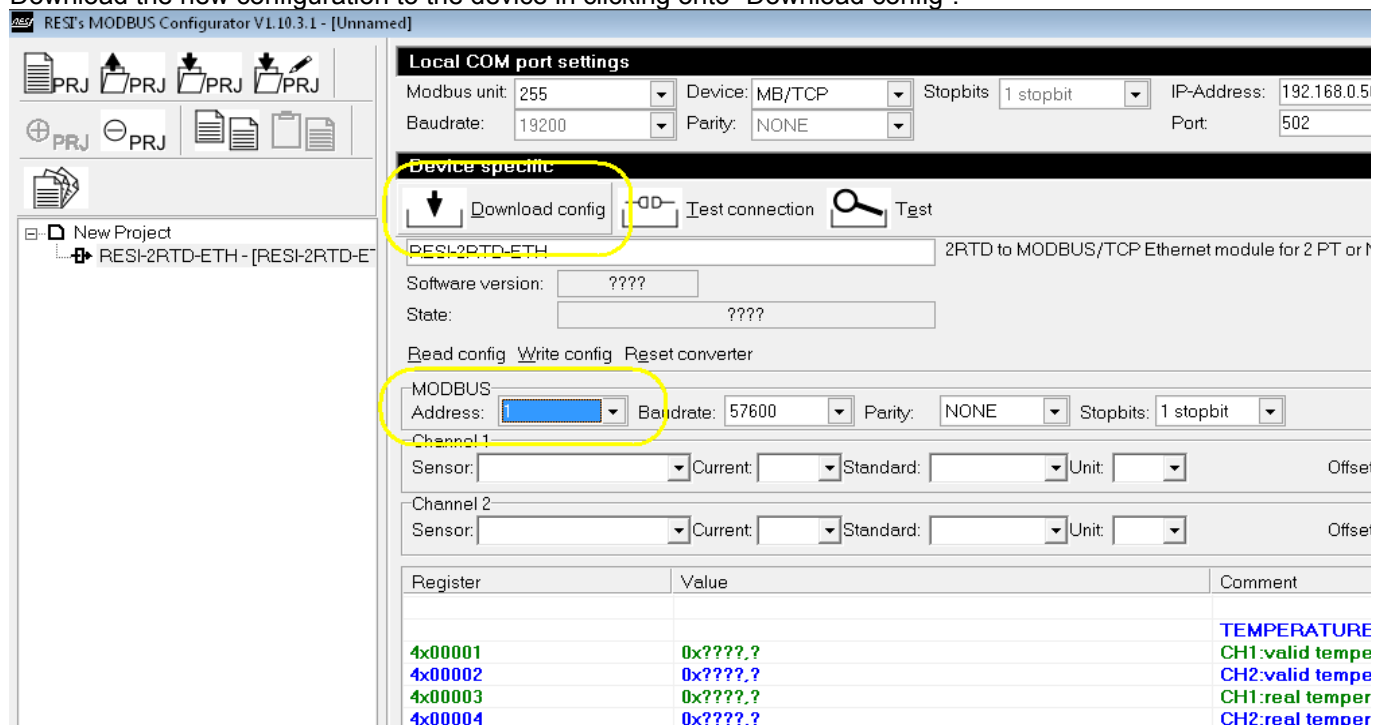 Download the new configuration to the device in clicking onto "Download config".
RESI's MODBUS Configurator V1.10.3.1 - [Unnamed]
PRJ PRJ PRJ PRJ
PRJ PRJ
New Project
RESI-2RTD-ETH - [RESI-2RTD-ET
Local COM port settings
Modbus unit: 255 Device: MB/TCP Stopbits 1 stopbit IP-Address: 192.168.0.5
Baudrate: 19200 Parity: NONE Port: 502
Device specific
Download config Test connection Test
RESI-2RTD-ETH 2RTD to MODBUS/TCP Ethernet module for 2 PT or
Software version: ????
State: ????
Read config Write config Reset converter
MODBUS
Address: 1 Baudrate: 57600 Parity: NONE Stopbits: 1 stopbit
Channel 1
Sensor: Current: Standard: Unit: Offset
Channel 2
Sensor: Current: Standard: Unit: Offset
Register Value Comment
TEMPERATURE
4x00001 0x????,? CH1:valid tempe
4x00002 0x????,? CH2:valid tempe
4x00003 0x????,? CH1:real temper
4x00004 0x????,? CH2:real temper